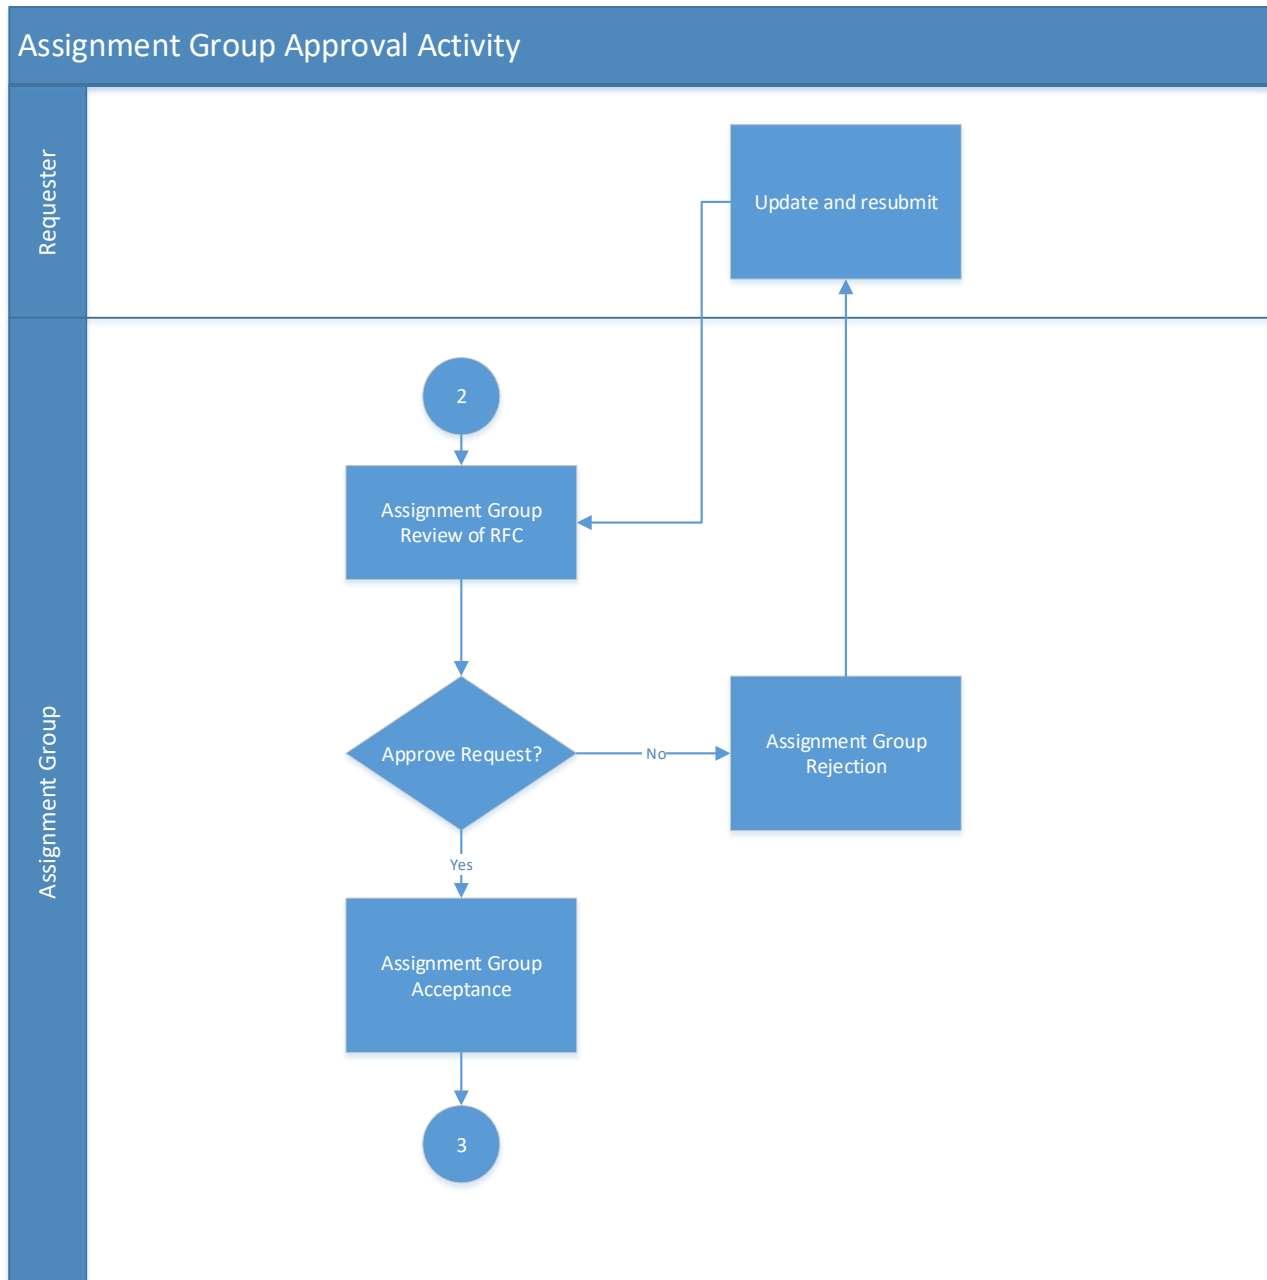 Assignment Group Approval Activity
Requester
Update and resubmit
Assignment Group
2
Assignment Group
Review of RFC
Approve Request?
No
Assignment Group
Rejection
Yes
Assignment Group
Acceptance
3